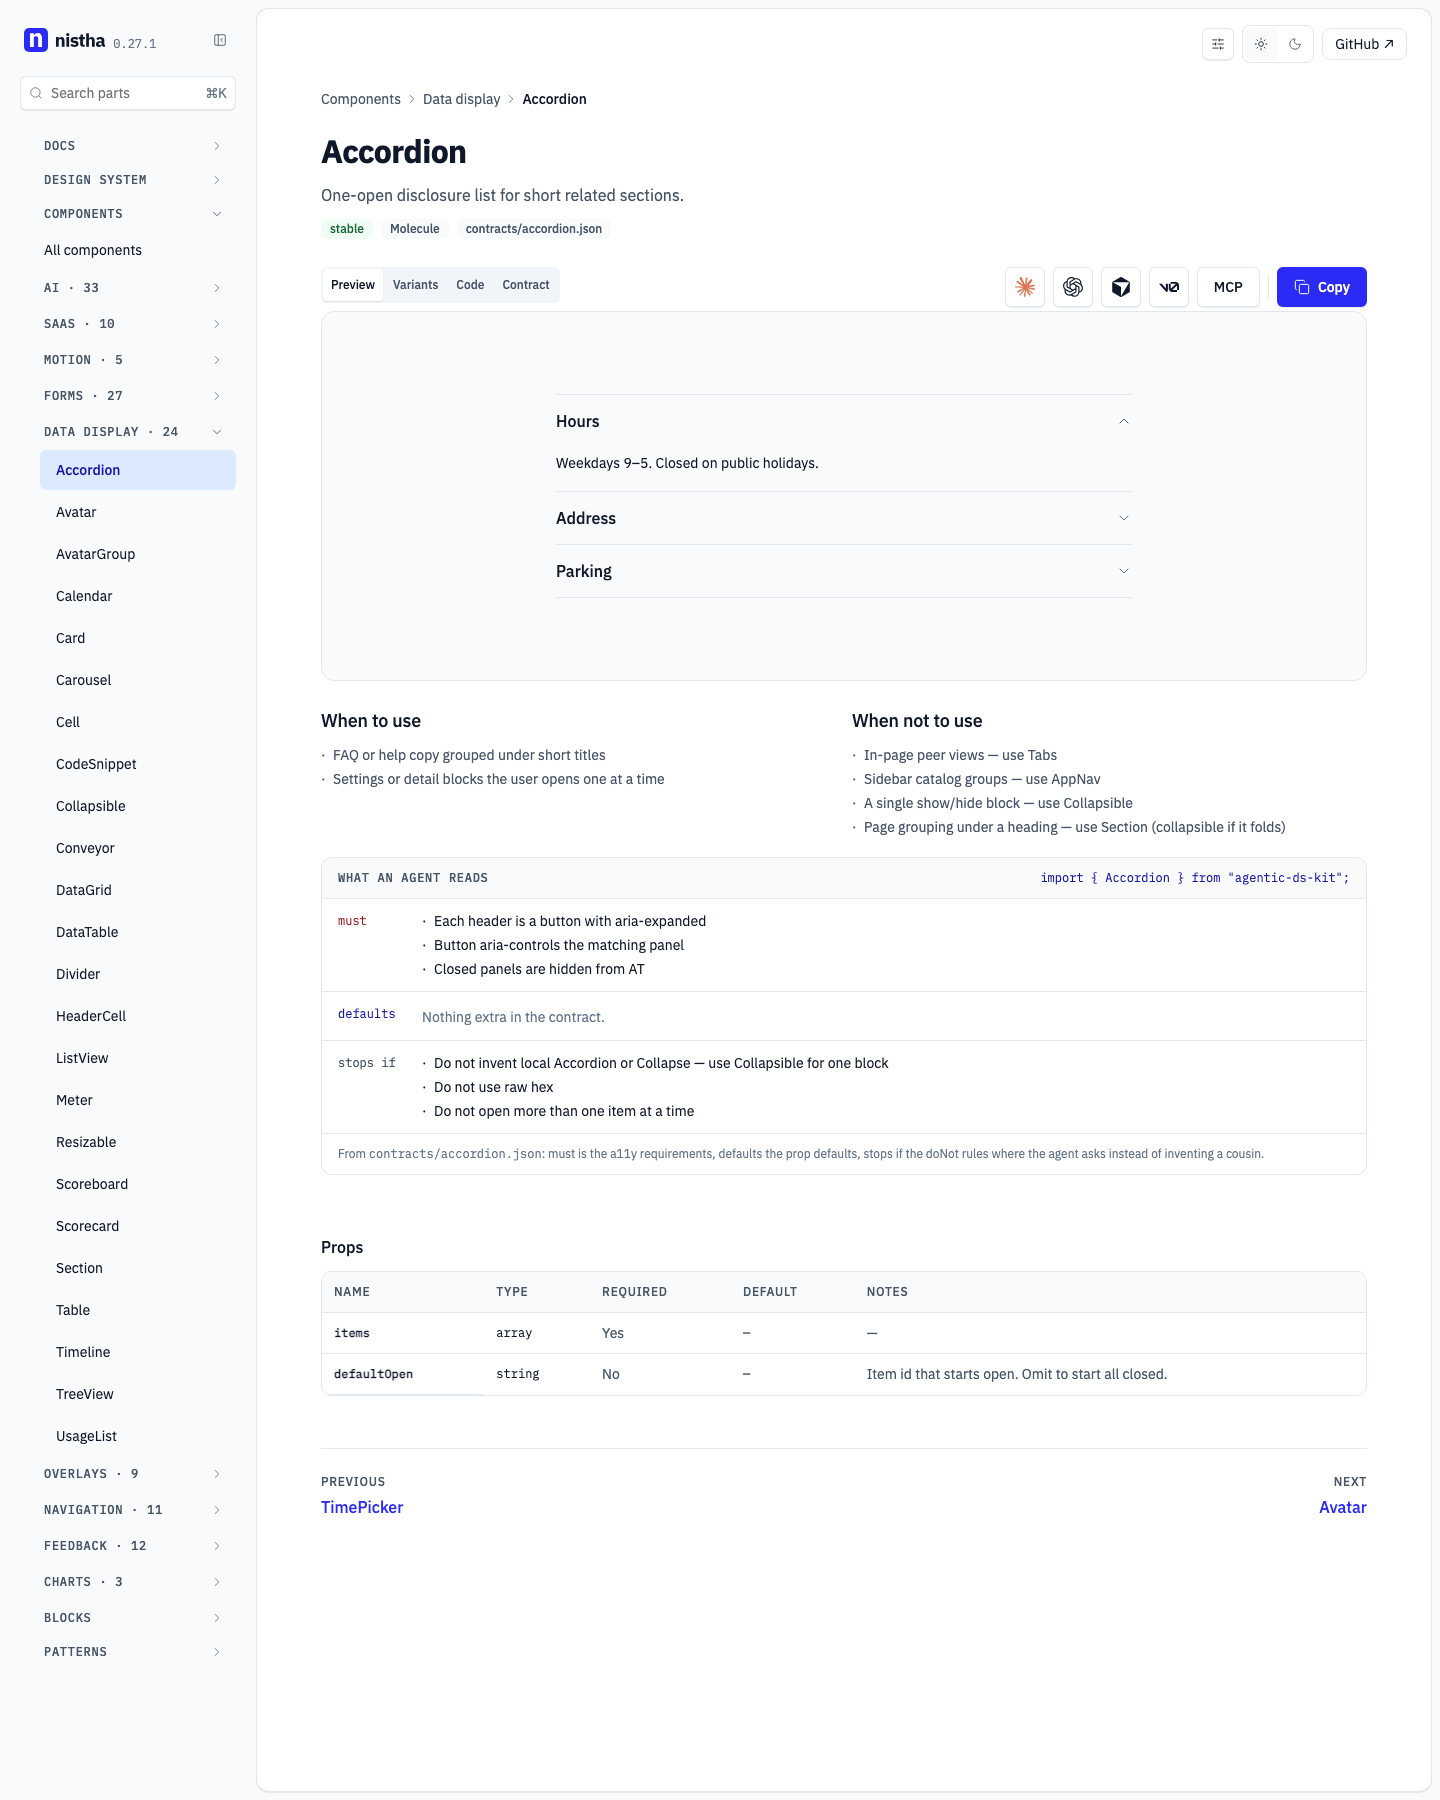 nistha 0.27.1
Search parts ⌘K
DOCS
DESIGN SYSTEM
COMPONENTS
All components
AI · 33
SAAS · 10
MOTION · 5
FORMS · 27
DATA DISPLAY · 24
Accordion
Avatar
AvatarGroup
Calendar
Card
Carousel
Cell
CodeSnippet
Collapsible
Conveyor
DataGrid
DataTable
Divider
HeaderCell
ListView
Meter
Resizable
Scoreboard
Scorecard
Section
Table
Timeline
TreeView
UsageList
OVERLAYS · 9
NAVIGATION · 11
FEEDBACK · 12
CHARTS · 3
BLOCKS
PATTERNS
GitHub ↗
Components > Data display > Accordion
Accordion
One-open disclosure list for short related sections.
stable Molecule contracts/accordion.json
Preview Variants Code Contract
v0 MCP Copy
Hours
Weekdays 9–5. Closed on public holidays.
Address
Parking
When to use
· FAQ or help copy grouped under short titles
· Settings or detail blocks the user opens one at a time
When not to use
· In-page peer views — use Tabs
· Sidebar catalog groups — use AppNav
· A single show/hide block — use Collapsible
· Page grouping under a heading — use Section (collapsible if it folds)
WHAT AN AGENT READS import { Accordion } from "agentic-ds-kit";
must
· Each header is a button with aria-expanded
· Button aria-controls the matching panel
· Closed panels are hidden from AT
defaults Nothing extra in the contract.
stops if
· Do not invent local Accordion or Collapse — use Collapsible for one block
· Do not use raw hex
· Do not open more than one item at a time
From contracts/accordion.json: must is the a11y requirements, defaults the prop defaults, stops if the doNot rules where the agent asks instead of inventing a cousin.
Props
NAME TYPE REQUIRED DEFAULT NOTES
items array Yes — —
defaultOpen string No — Item id that starts open. Omit to start all closed.
PREVIOUS
TimePicker
NEXT
Avatar